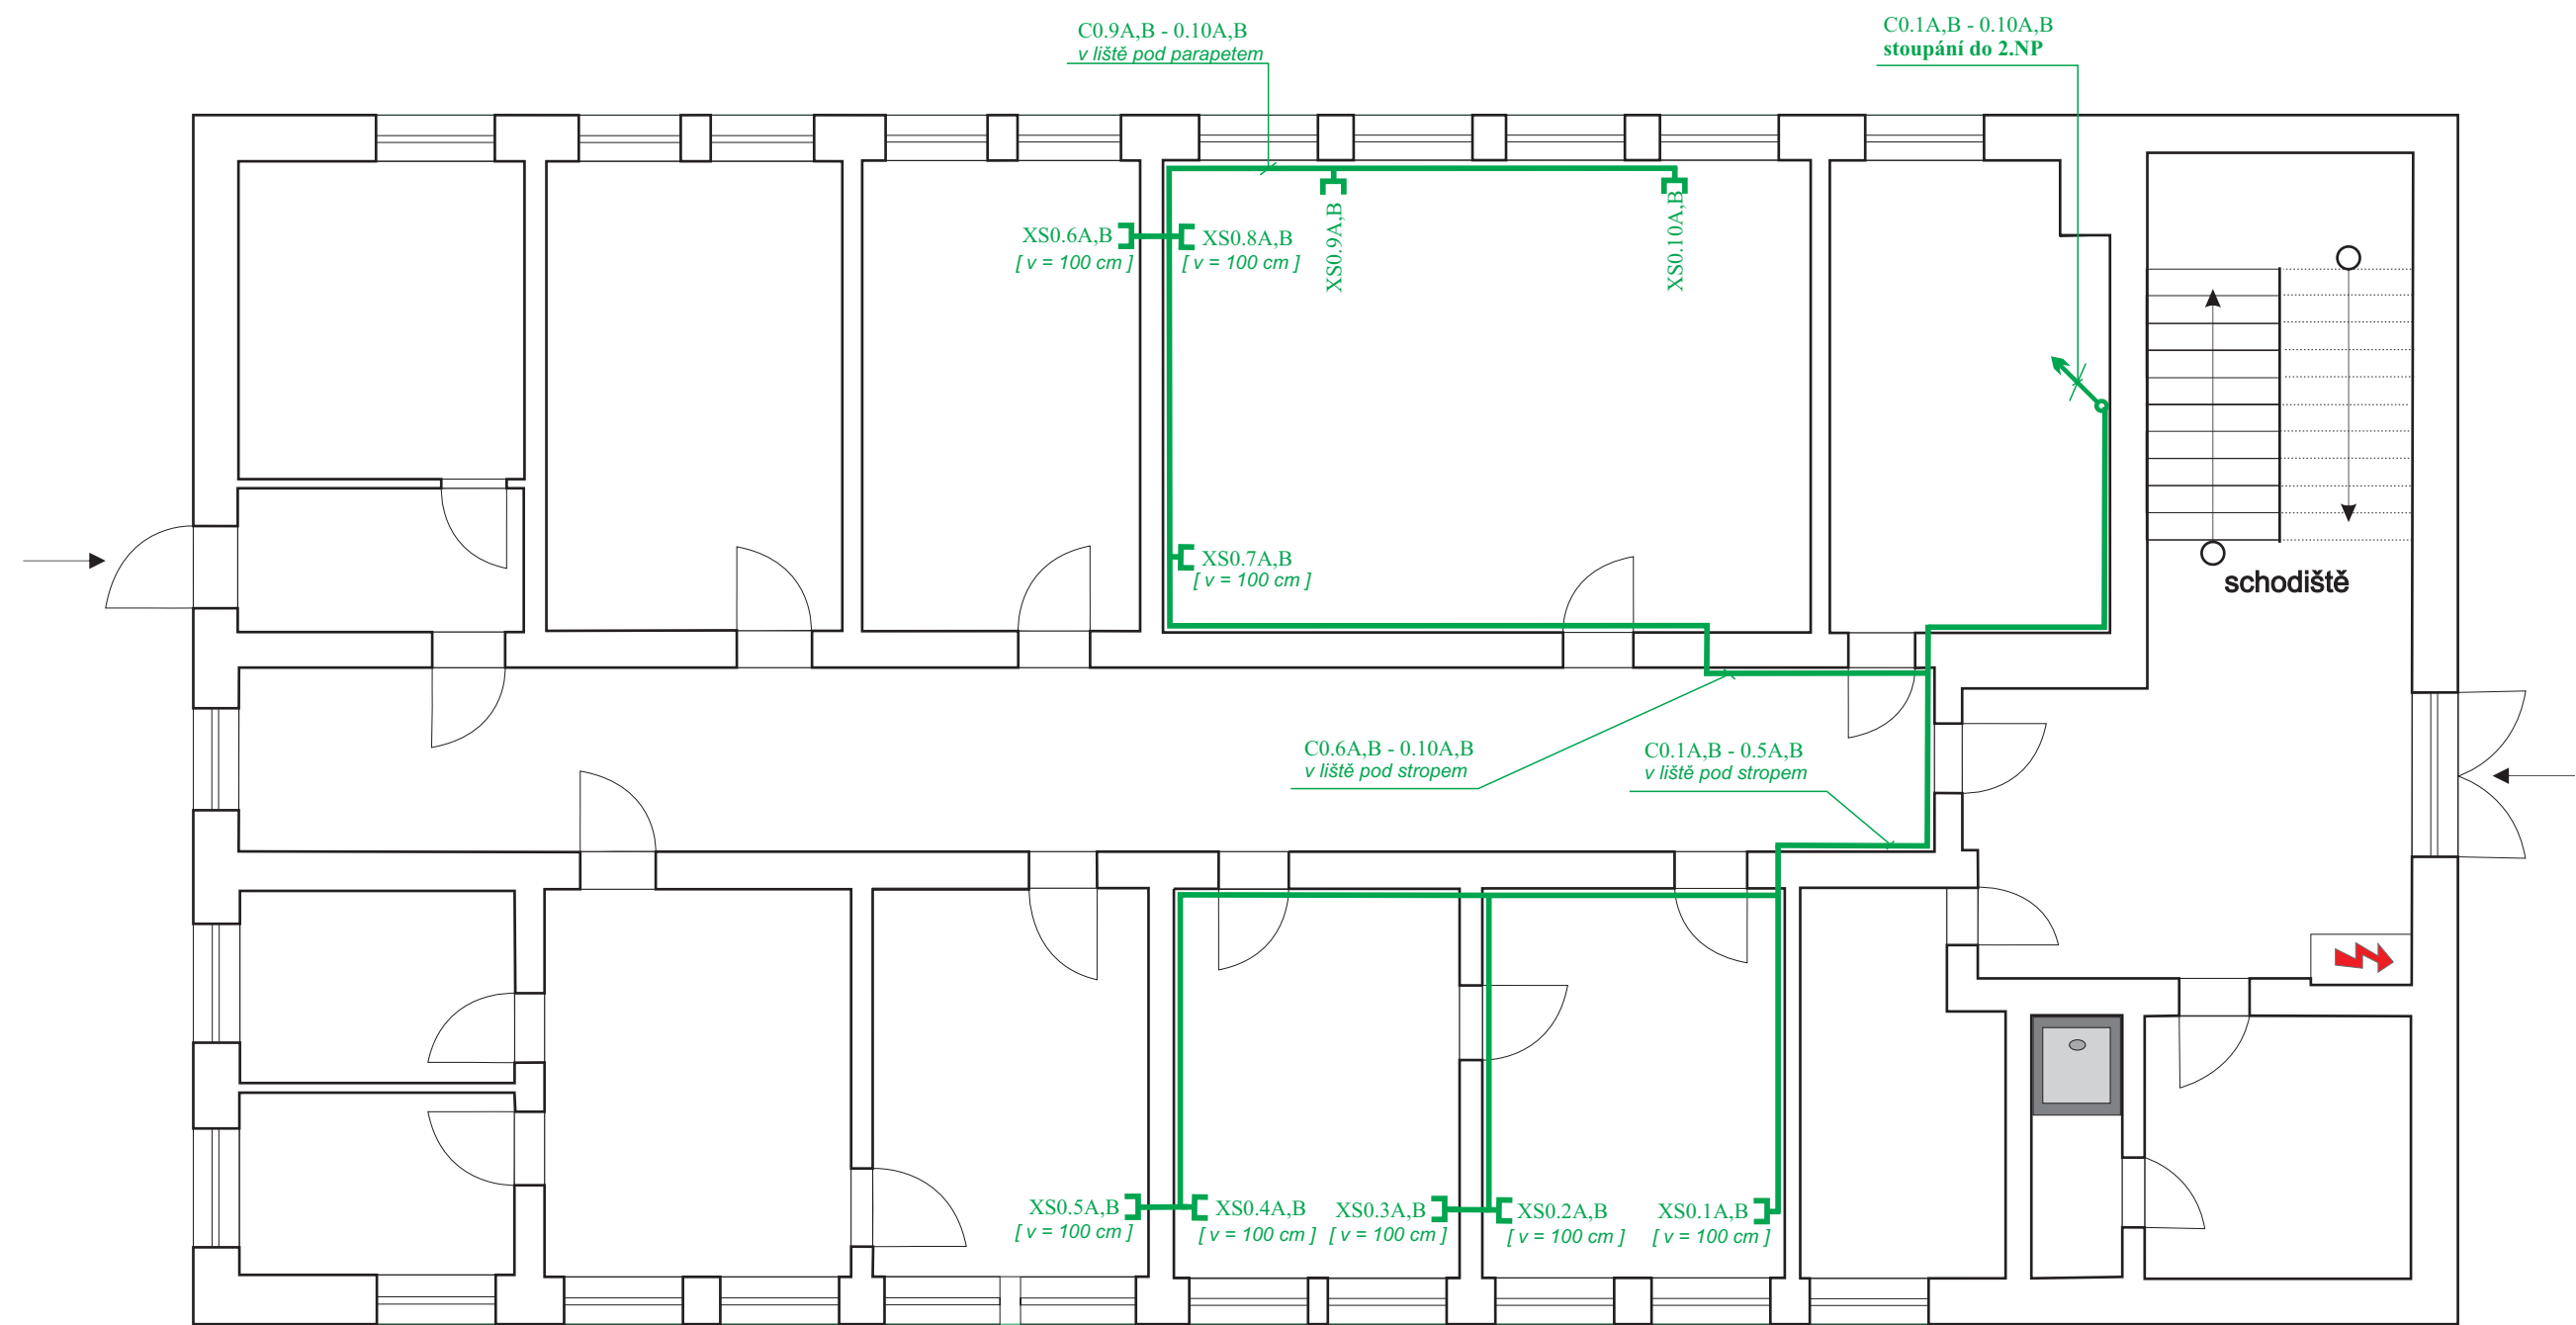 C0.9A,B - 0.10A,B
v liště pod parapetem
C0.1A,B - 0.10A,B
stoupání do 2.NP
XS0.6A,B
[ v = 100 cm ]
XS0.8A,B
[ v = 100 cm ]
XS0.9A,B
XS0.10A,B
XS0.7A,B
[ v = 100 cm ]
schodiště
C0.6A,B - 0.10A,B
v liště pod stropem
C0.1A,B - 0.5A,B
v liště pod stropem
XS0.5A,B
[ v = 100 cm ]
XS0.4A,B
[ v = 100 cm ]
XS0.3A,B
[ v = 100 cm ]
XS0.2A,B
[ v = 100 cm ]
XS0.1A,B
[ v = 100 cm ]